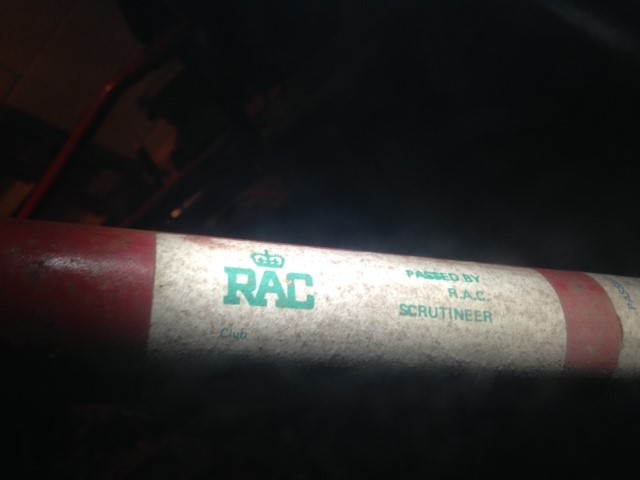 RAC
Club
PASSED BY
R.A.C.
SCRUTINEER